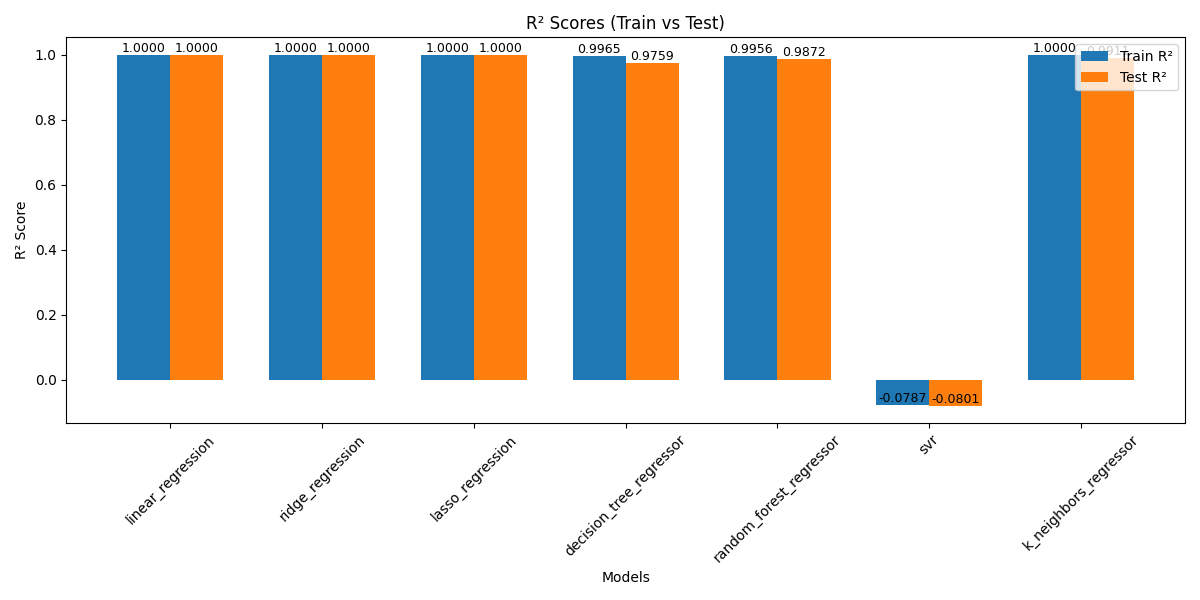 R² Scores (Train vs Test)
1.0000 1.0000 1.0000 1.0000 1.0000 1.0000 0.9965 0.9759 0.9956 0.9872 -0.0787 -0.0801 1.0000
Train R²
Test R²
R² Score
1.0
0.8
0.6
0.4
0.2
0.0
linear_regression
ridge_regression
lasso_regression
decision_tree_regressor
random_forest_regressor
svr
k_neighbors_regressor
Models